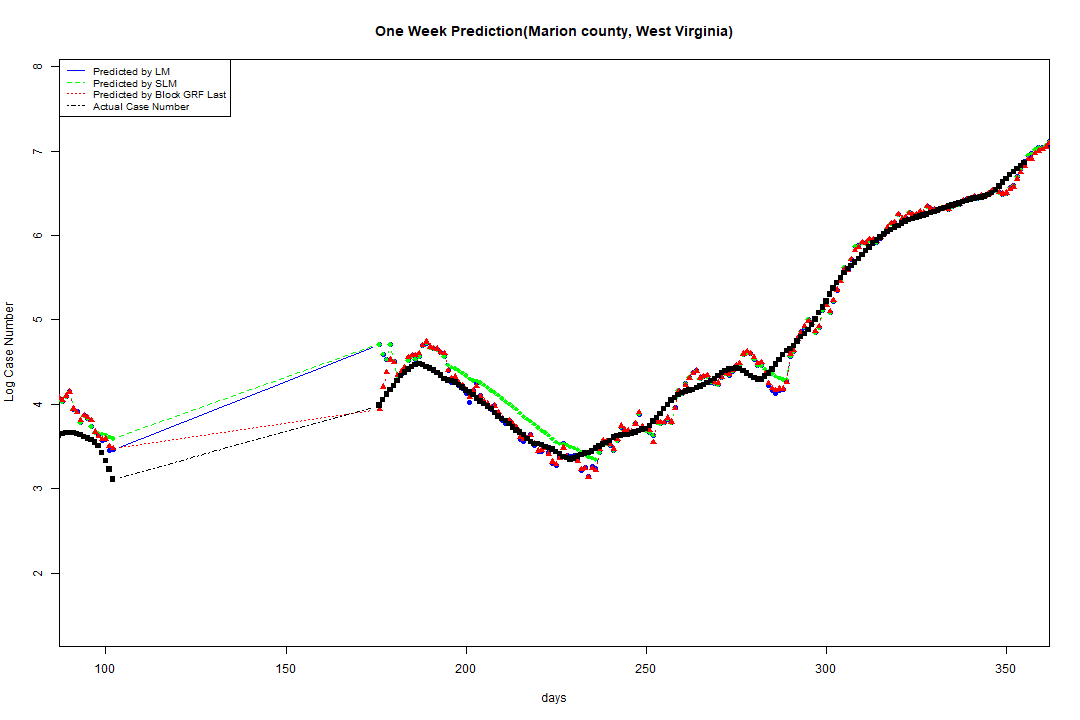 One Week Prediction(Marion county, West Virginia)
Predicted by LM
Predicted by SLM
Predicted by Block GRF Last
Actual Case Number
8
7
6
5
4
3
2
Log Case Number
100 150 200 250 300 350
days